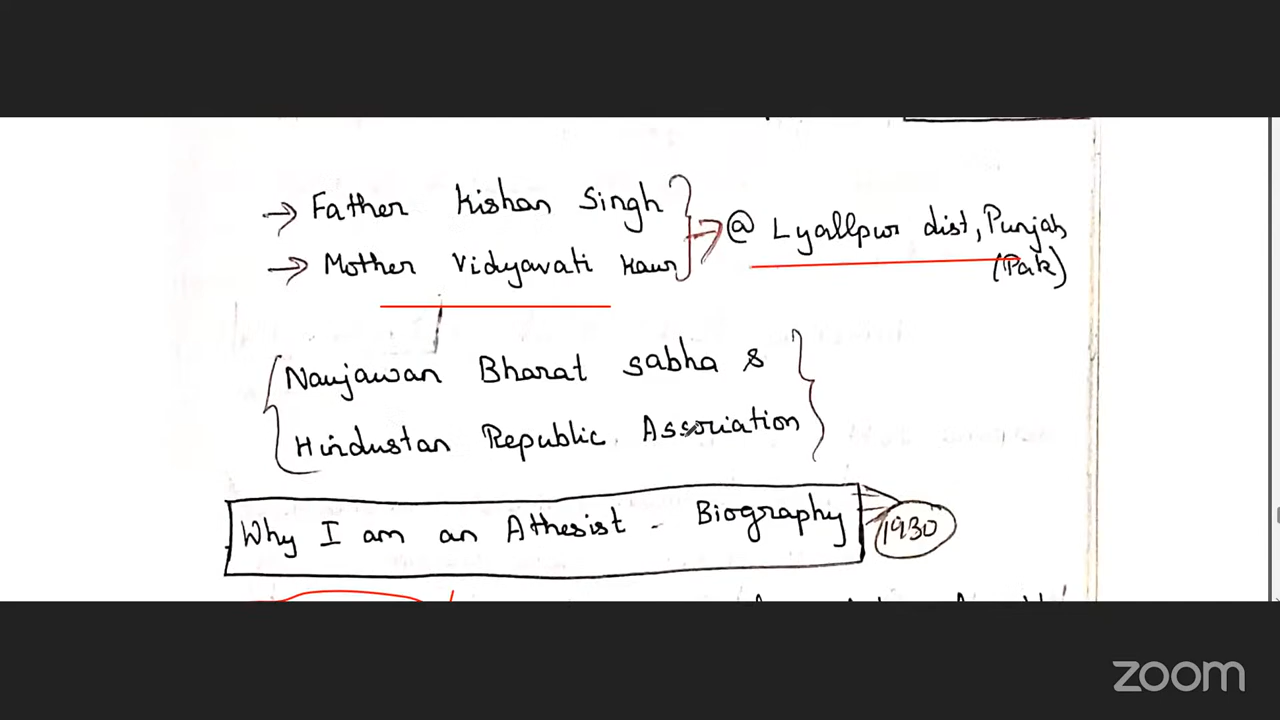 → Father Kishan Singh
→ @ Lyallpur dist, Punjab
(Pak)
→ Mother Vidyavati Kaur
Naujawan Bharat Sabha &
Hindustan Republic Association
Why I am an Athesist - Biography
1930
zoom